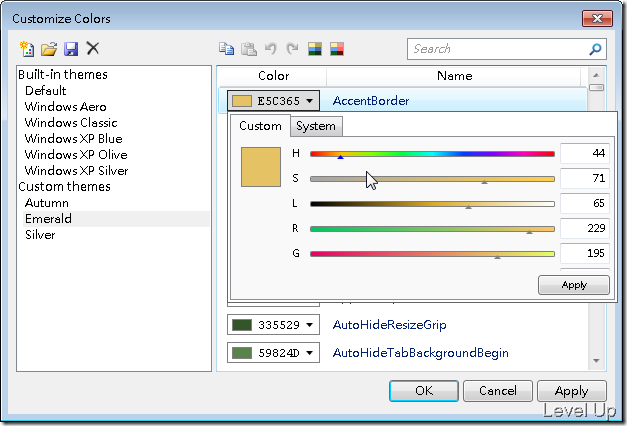 Customize Colors
Search
Built-in themes
Default
Windows Aero
Windows Classic
Windows XP Blue
Windows XP Olive
Windows XP Silver
Custom themes
Autumn
Emerald
Silver
Color Name
E5C365 AccentBorder
Custom System
H 44
S 71
L 65
R 229
G 195
Apply
335529 AutoHideResizeGrip
59824D AutoHideTabBackgroundBegin
OK Cancel Apply
Level Up